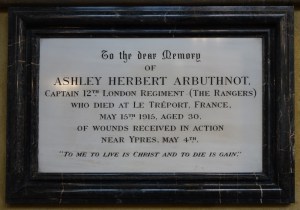 To the dear Memory
OF
ASHLEY HERBERT ARBUTHNOT,
CAPTAIN 12TH LONDON REGIMENT (THE RANGERS)
WHO DIED AT LE TRÉPORT, FRANCE,
MAY 15TH 1915, AGED 30,
OF WOUNDS RECEIVED IN ACTION
NEAR YPRES, MAY 4TH.
"TO ME TO LIVE IS CHRIST AND TO DIE IS GAIN."